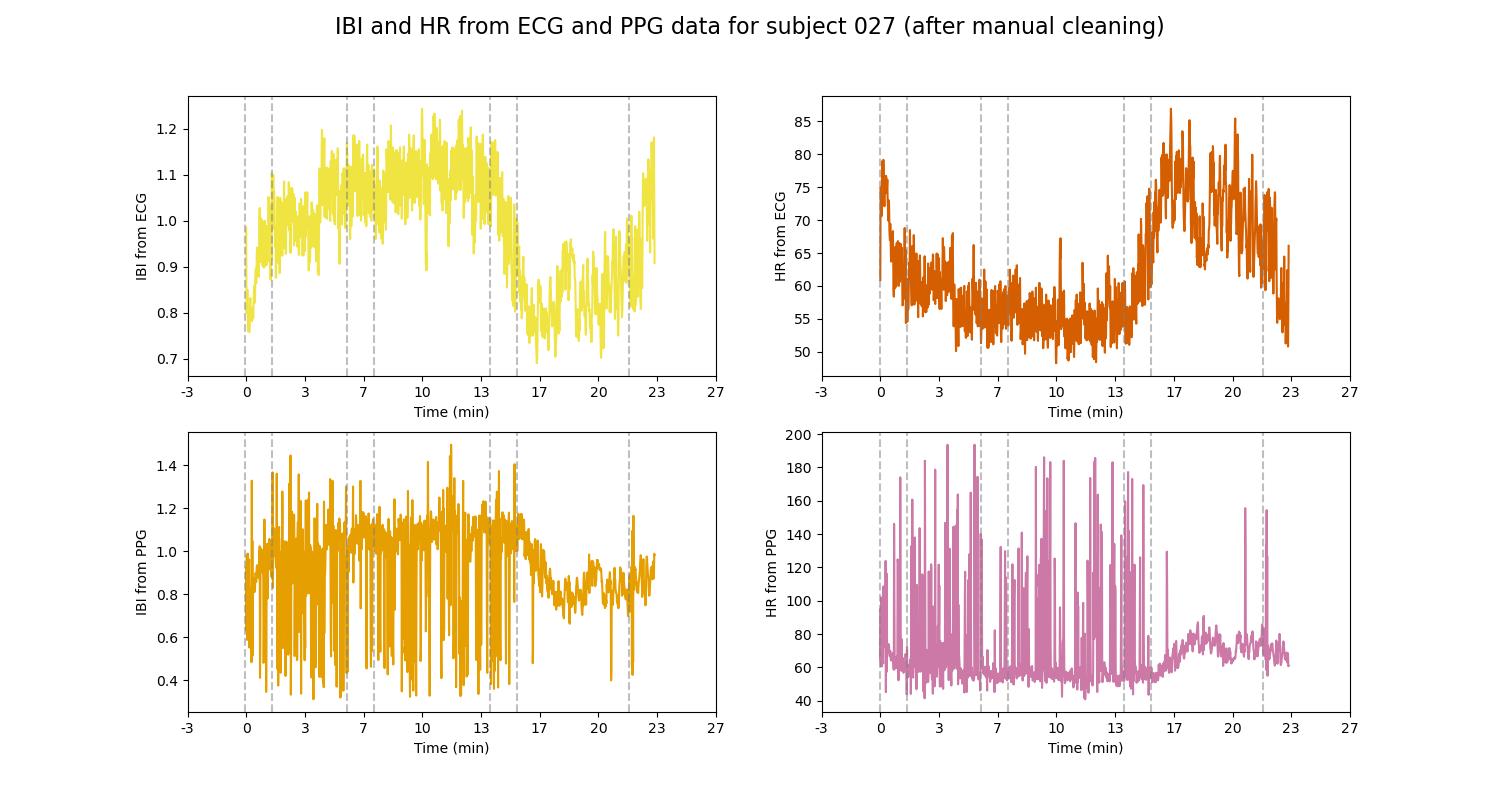 IBI and HR from ECG and PPG data for subject 027 (after manual cleaning)
IBI from ECG
1.2
1.1
1.0
0.9
0.8
0.7
-3 0 3 7 10 13 17 20 23 27
Time (min)
HR from ECG
85
80
75
70
65
60
55
50
-3 0 3 7 10 13 17 20 23 27
Time (min)
IBI from PPG
1.4
1.2
1.0
0.8
0.6
0.4
-3 0 3 7 10 13 17 20 23 27
Time (min)
HR from PPG
200
180
160
140
120
100
80
60
40
-3 0 3 7 10 13 17 20 23 27
Time (min)